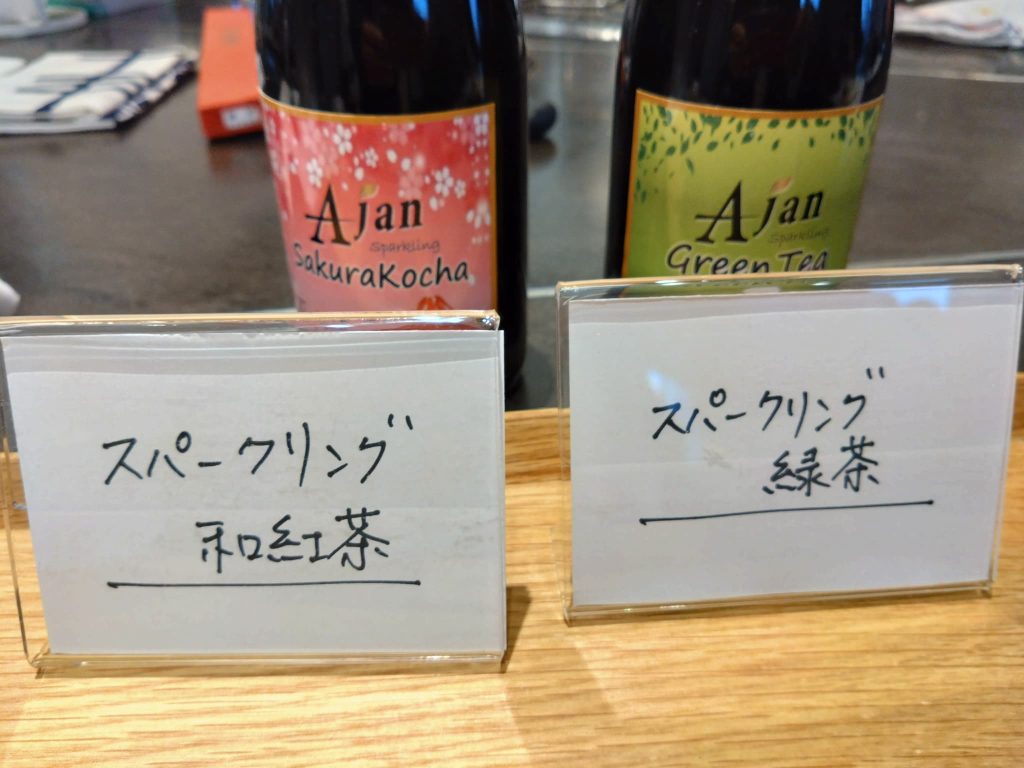 Ajan
Sparkling
SakuraKocha
Ajan
Sparkling
Green Tea
スパークリング
和紅茶
スパークリング
緑茶